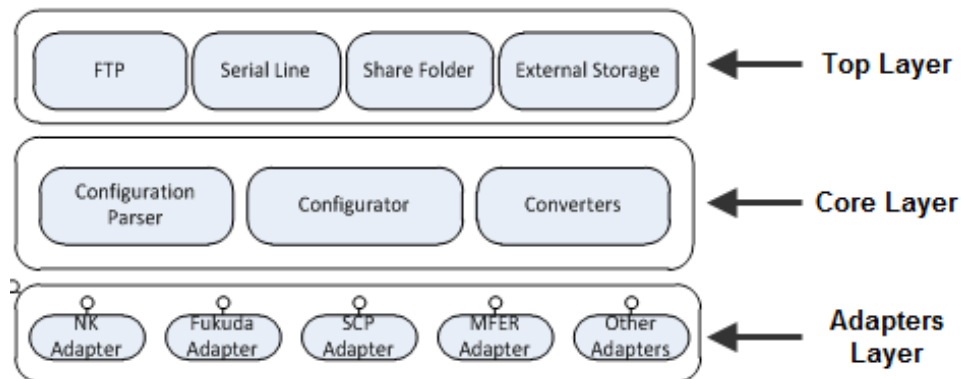 FTP
Serial Line
Share Folder
External Storage
Top Layer
Configuration
Parser
Configurator
Converters
Core Layer
NK
Adapter
Fukuda
Adapter
SCP
Adapter
MFER
Adapter
Other
Adapters
Adapters
Layer